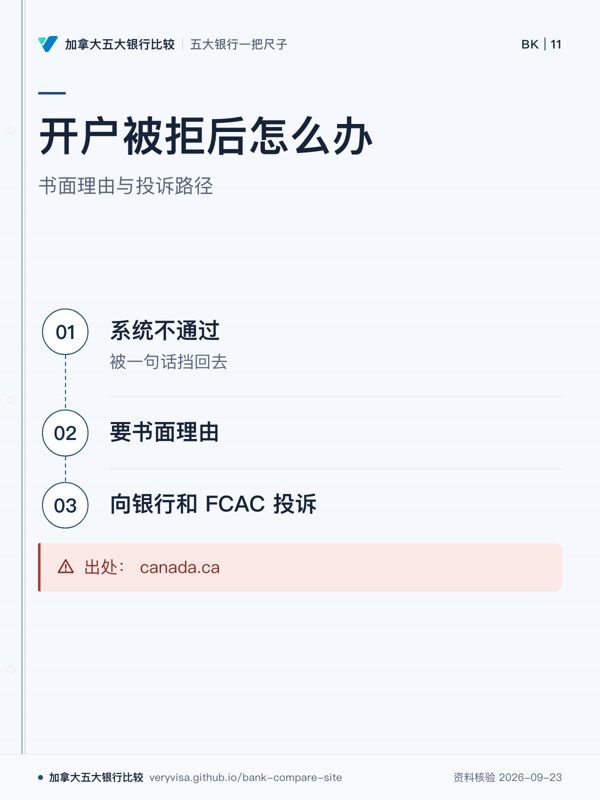 加拿大五大银行比较 五大银行一把尺子 BK | 11
开户被拒后怎么办
书面理由与投诉路径
01 系统不通过
被一句话挡回去
02 要书面理由
03 向银行和 FCAC 投诉
出处： canada.ca
加拿大五大银行比较 veryvisa.github.io/bank-compare-site 资料核验 2026-09-23